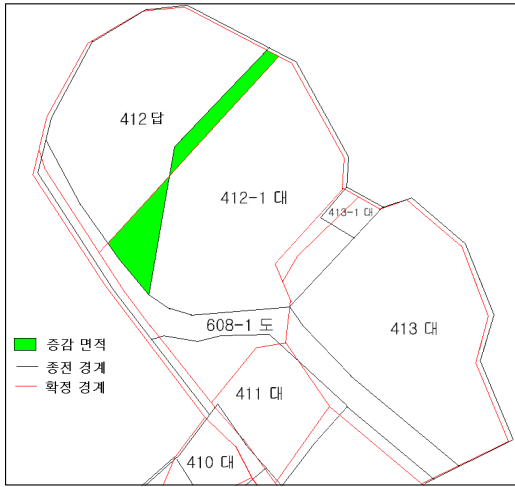 412 답
412-1 대
413-1 대
608-1 도
413 대
증감 면적
종전 경계
확정 경계
411 대
410 대